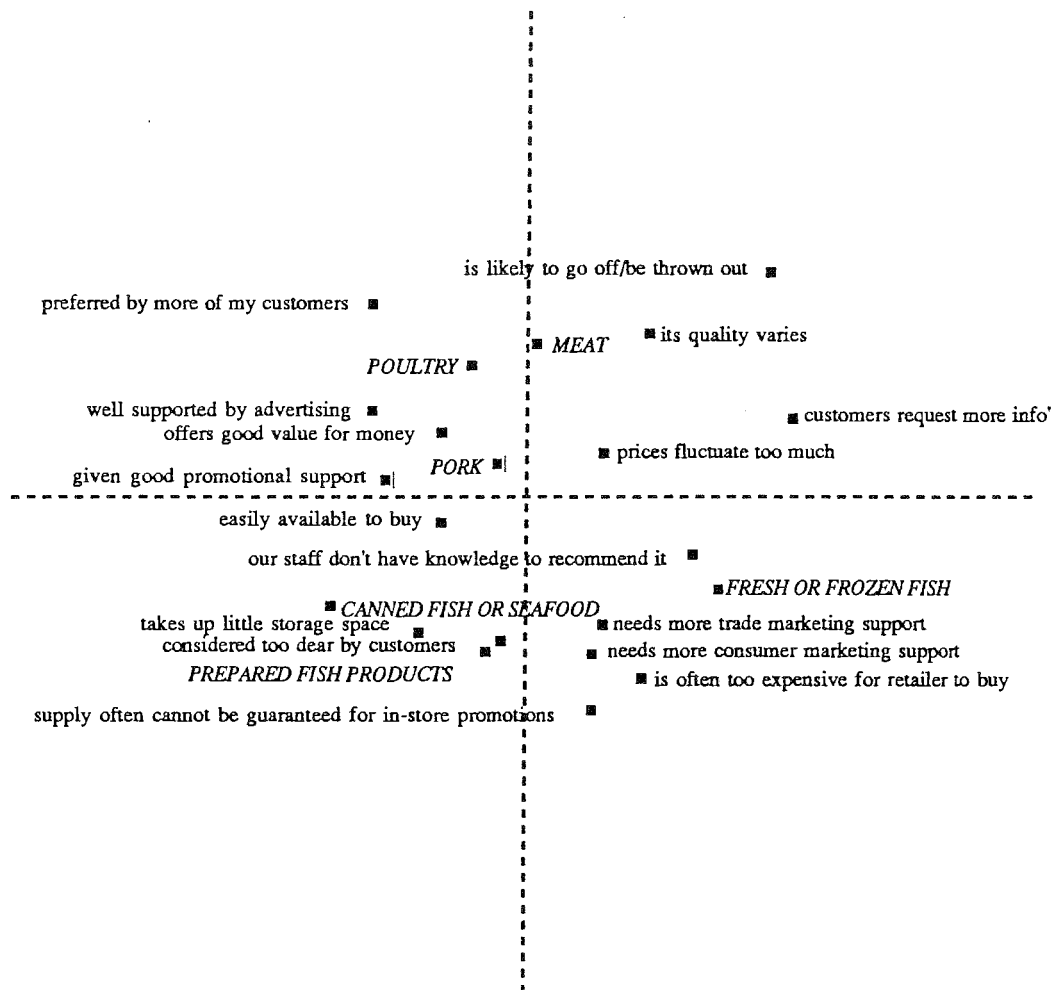 is likely to go off/be thrown out
preferred by more of my customers
its quality varies
MEAT
POULTRY
well supported by advertising
customers request more info'
offers good value for money
prices fluctuate too much
PORK
given good promotional support
easily available to buy
our staff don't have knowledge to recommend it
FRESH OR FROZEN FISH
CANNED FISH OR SEAFOOD
takes up little storage space
needs more trade marketing support
considered too dear by customers
needs more consumer marketing support
PREPARED FISH PRODUCTS
is often too expensive for retailer to buy
supply often cannot be guaranteed for in-store promotions